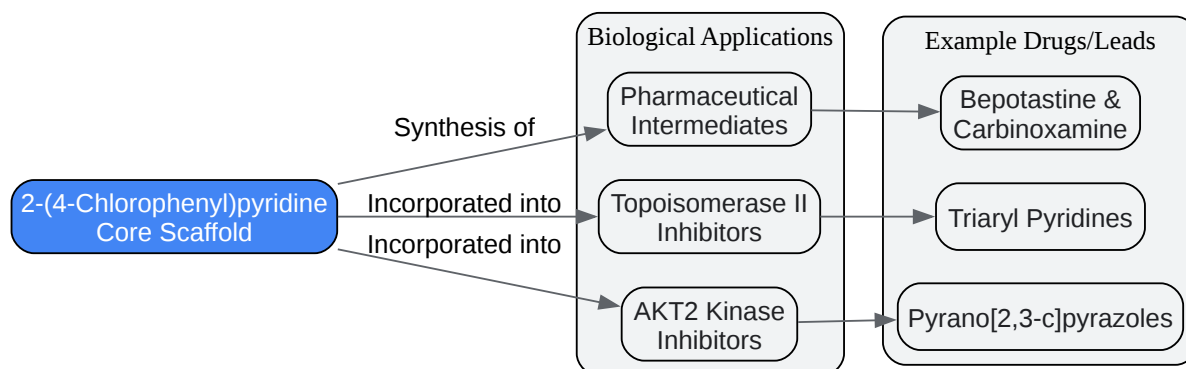 Biological Applications
Example Drugs/Leads
Pharmaceutical
Intermediates
Bepotastine &
Carbinoxamine
Synthesis of
2-(4-Chlorophenyl)pyridine
Core Scaffold
Incorporated into
Topoisomerase II
Inhibitors
Triaryl Pyridines
Incorporated into
AKT2 Kinase
Inhibitors
Pyrano[2,3-c]pyrazoles